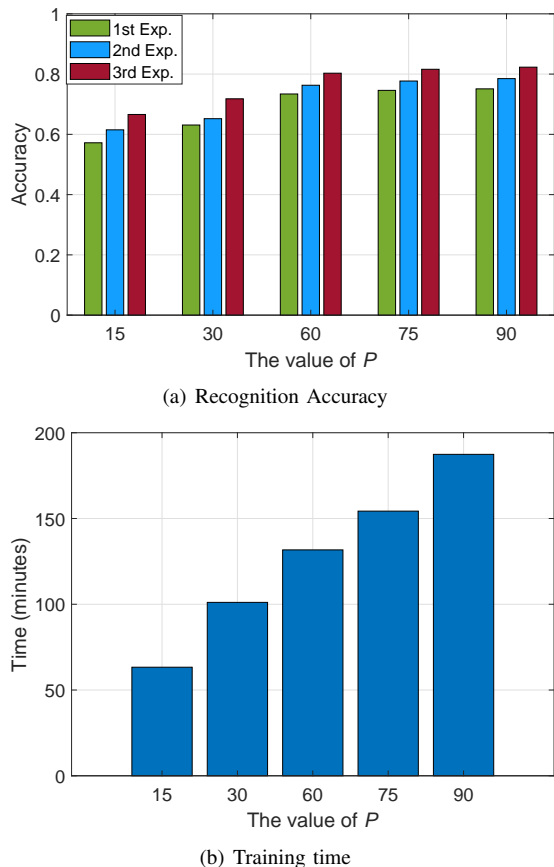 1st Exp.
2nd Exp.
3rd Exp.
1
0.8
0.6
0.4
0.2
0
Accuracy
15 30 60 75 90
The value of P
(a) Recognition Accuracy
200
150
100
50
0
Time (minutes)
15 30 60 75 90
The value of P
(b) Training time